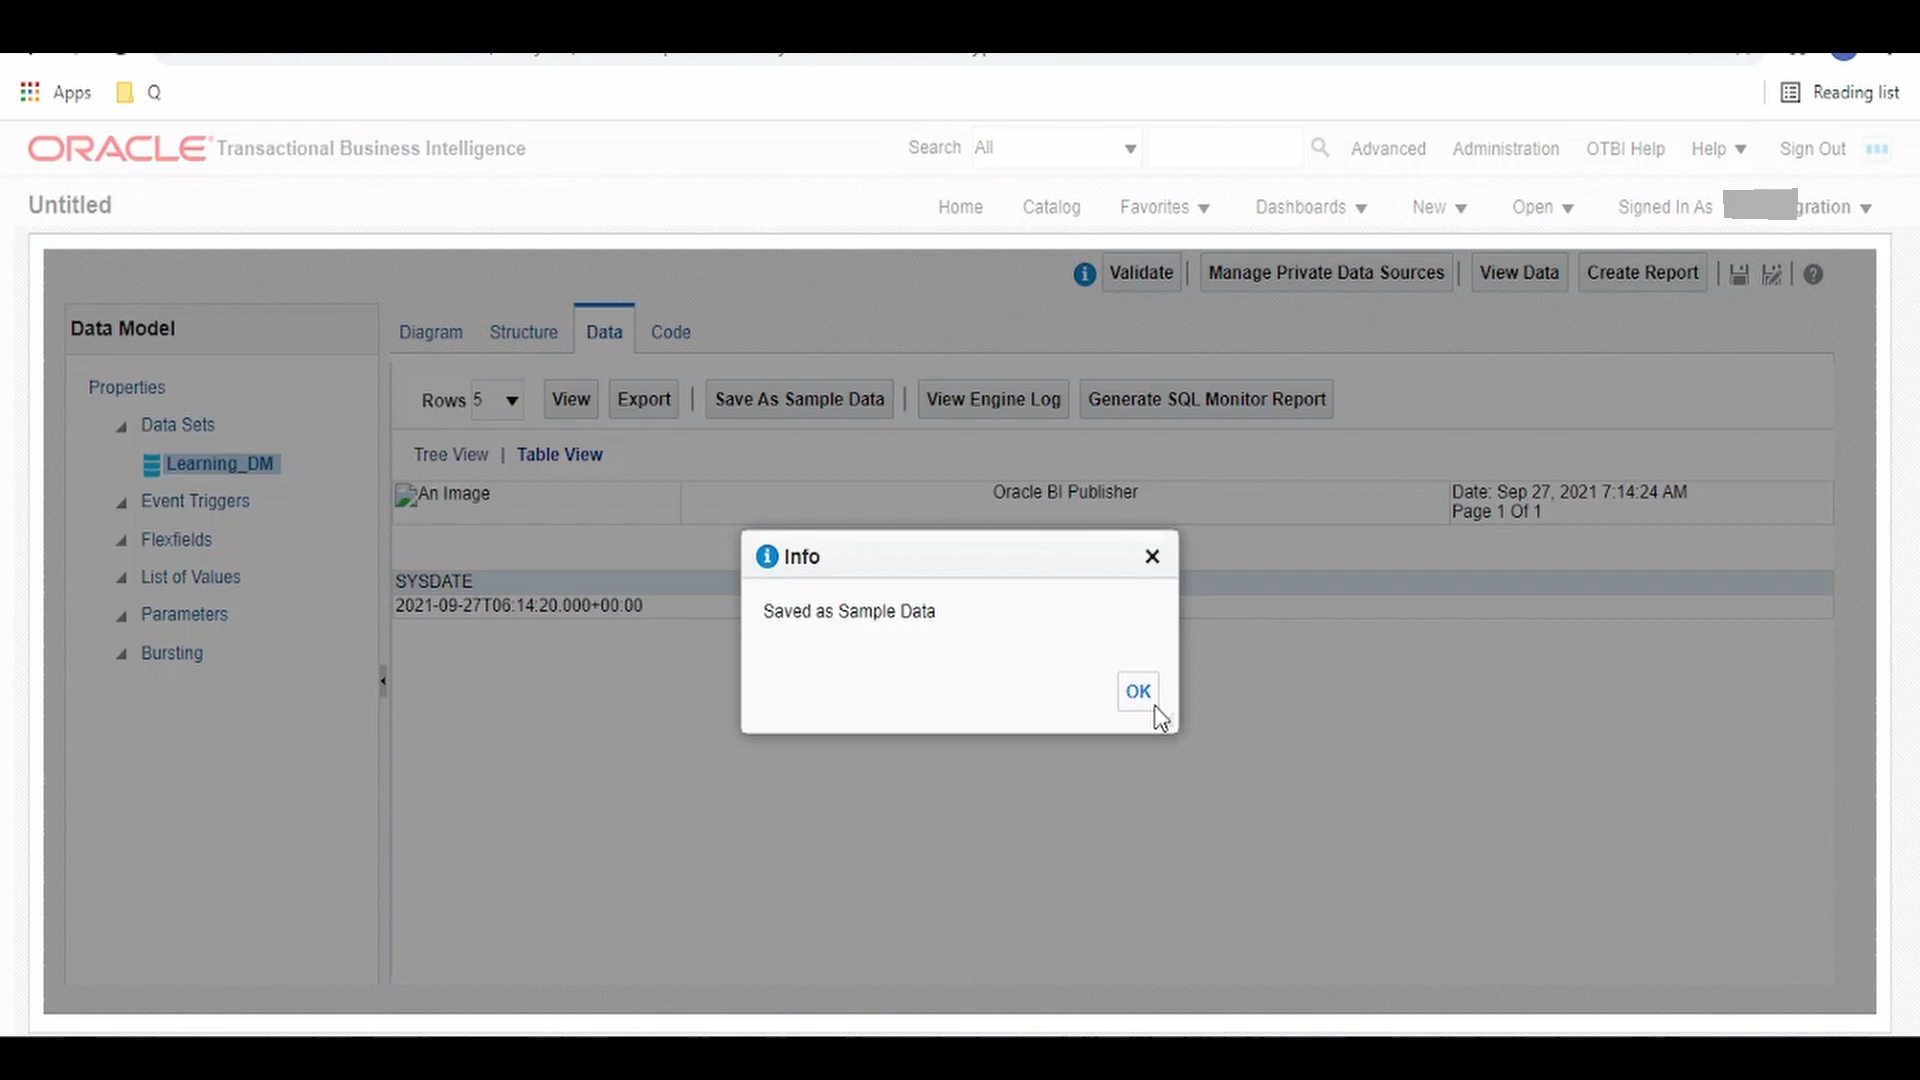 Apps Q Reading list
ORACLE Transactional Business Intelligence Search All Advanced Administration OTBI Help Help Sign Out
Untitled Home Catalog Favorites Dashboards New Open Signed In As gration
Validate Manage Private Data Sources View Data Create Report
Data Model
Diagram Structure Data Code
Properties
Data Sets
Learning_DM
Event Triggers
Flexfields
List of Values
Parameters
Bursting
Rows 5 View Export Save As Sample Data View Engine Log Generate SQL Monitor Report
Tree View | Table View
An Image Oracle BI Publisher Date: Sep 27, 2021 7:14:24 AM
Page 1 Of 1
SYSDATE
2021-09-27T06:14:20.000+00:00
Info
Saved as Sample Data
OK